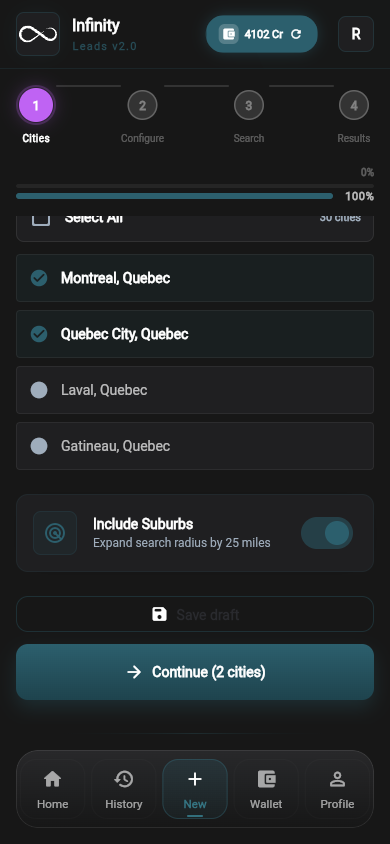 Infinity
Leads v2.0
4102 Cr
R
1
2
3
4
Cities
Configure
Search
Results
0%
100%
Select All
30 cities
Montreal, Quebec
Quebec City, Quebec
Laval, Quebec
Gatineau, Quebec
Include Suburbs
Expand search radius by 25 miles
Save draft
Continue (2 cities)
Home
History
New
Wallet
Profile